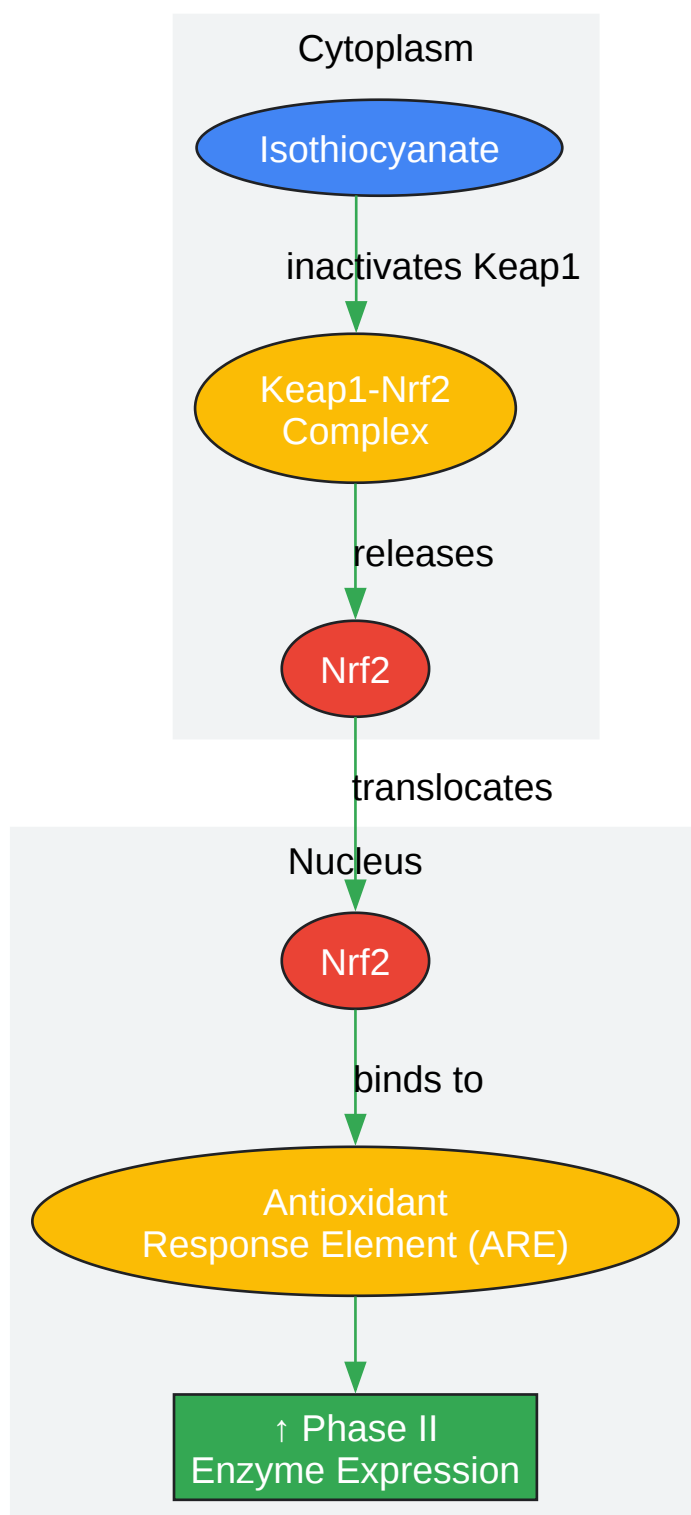 Cytoplasm
Isothiocyanate
inactivates Keap1
Keap1-Nrf2
Complex
releases
Nrf2
translocates
Nucleus
Nrf2
binds to
Antioxidant
Response Element (ARE)
↑ Phase II
Enzyme Expression